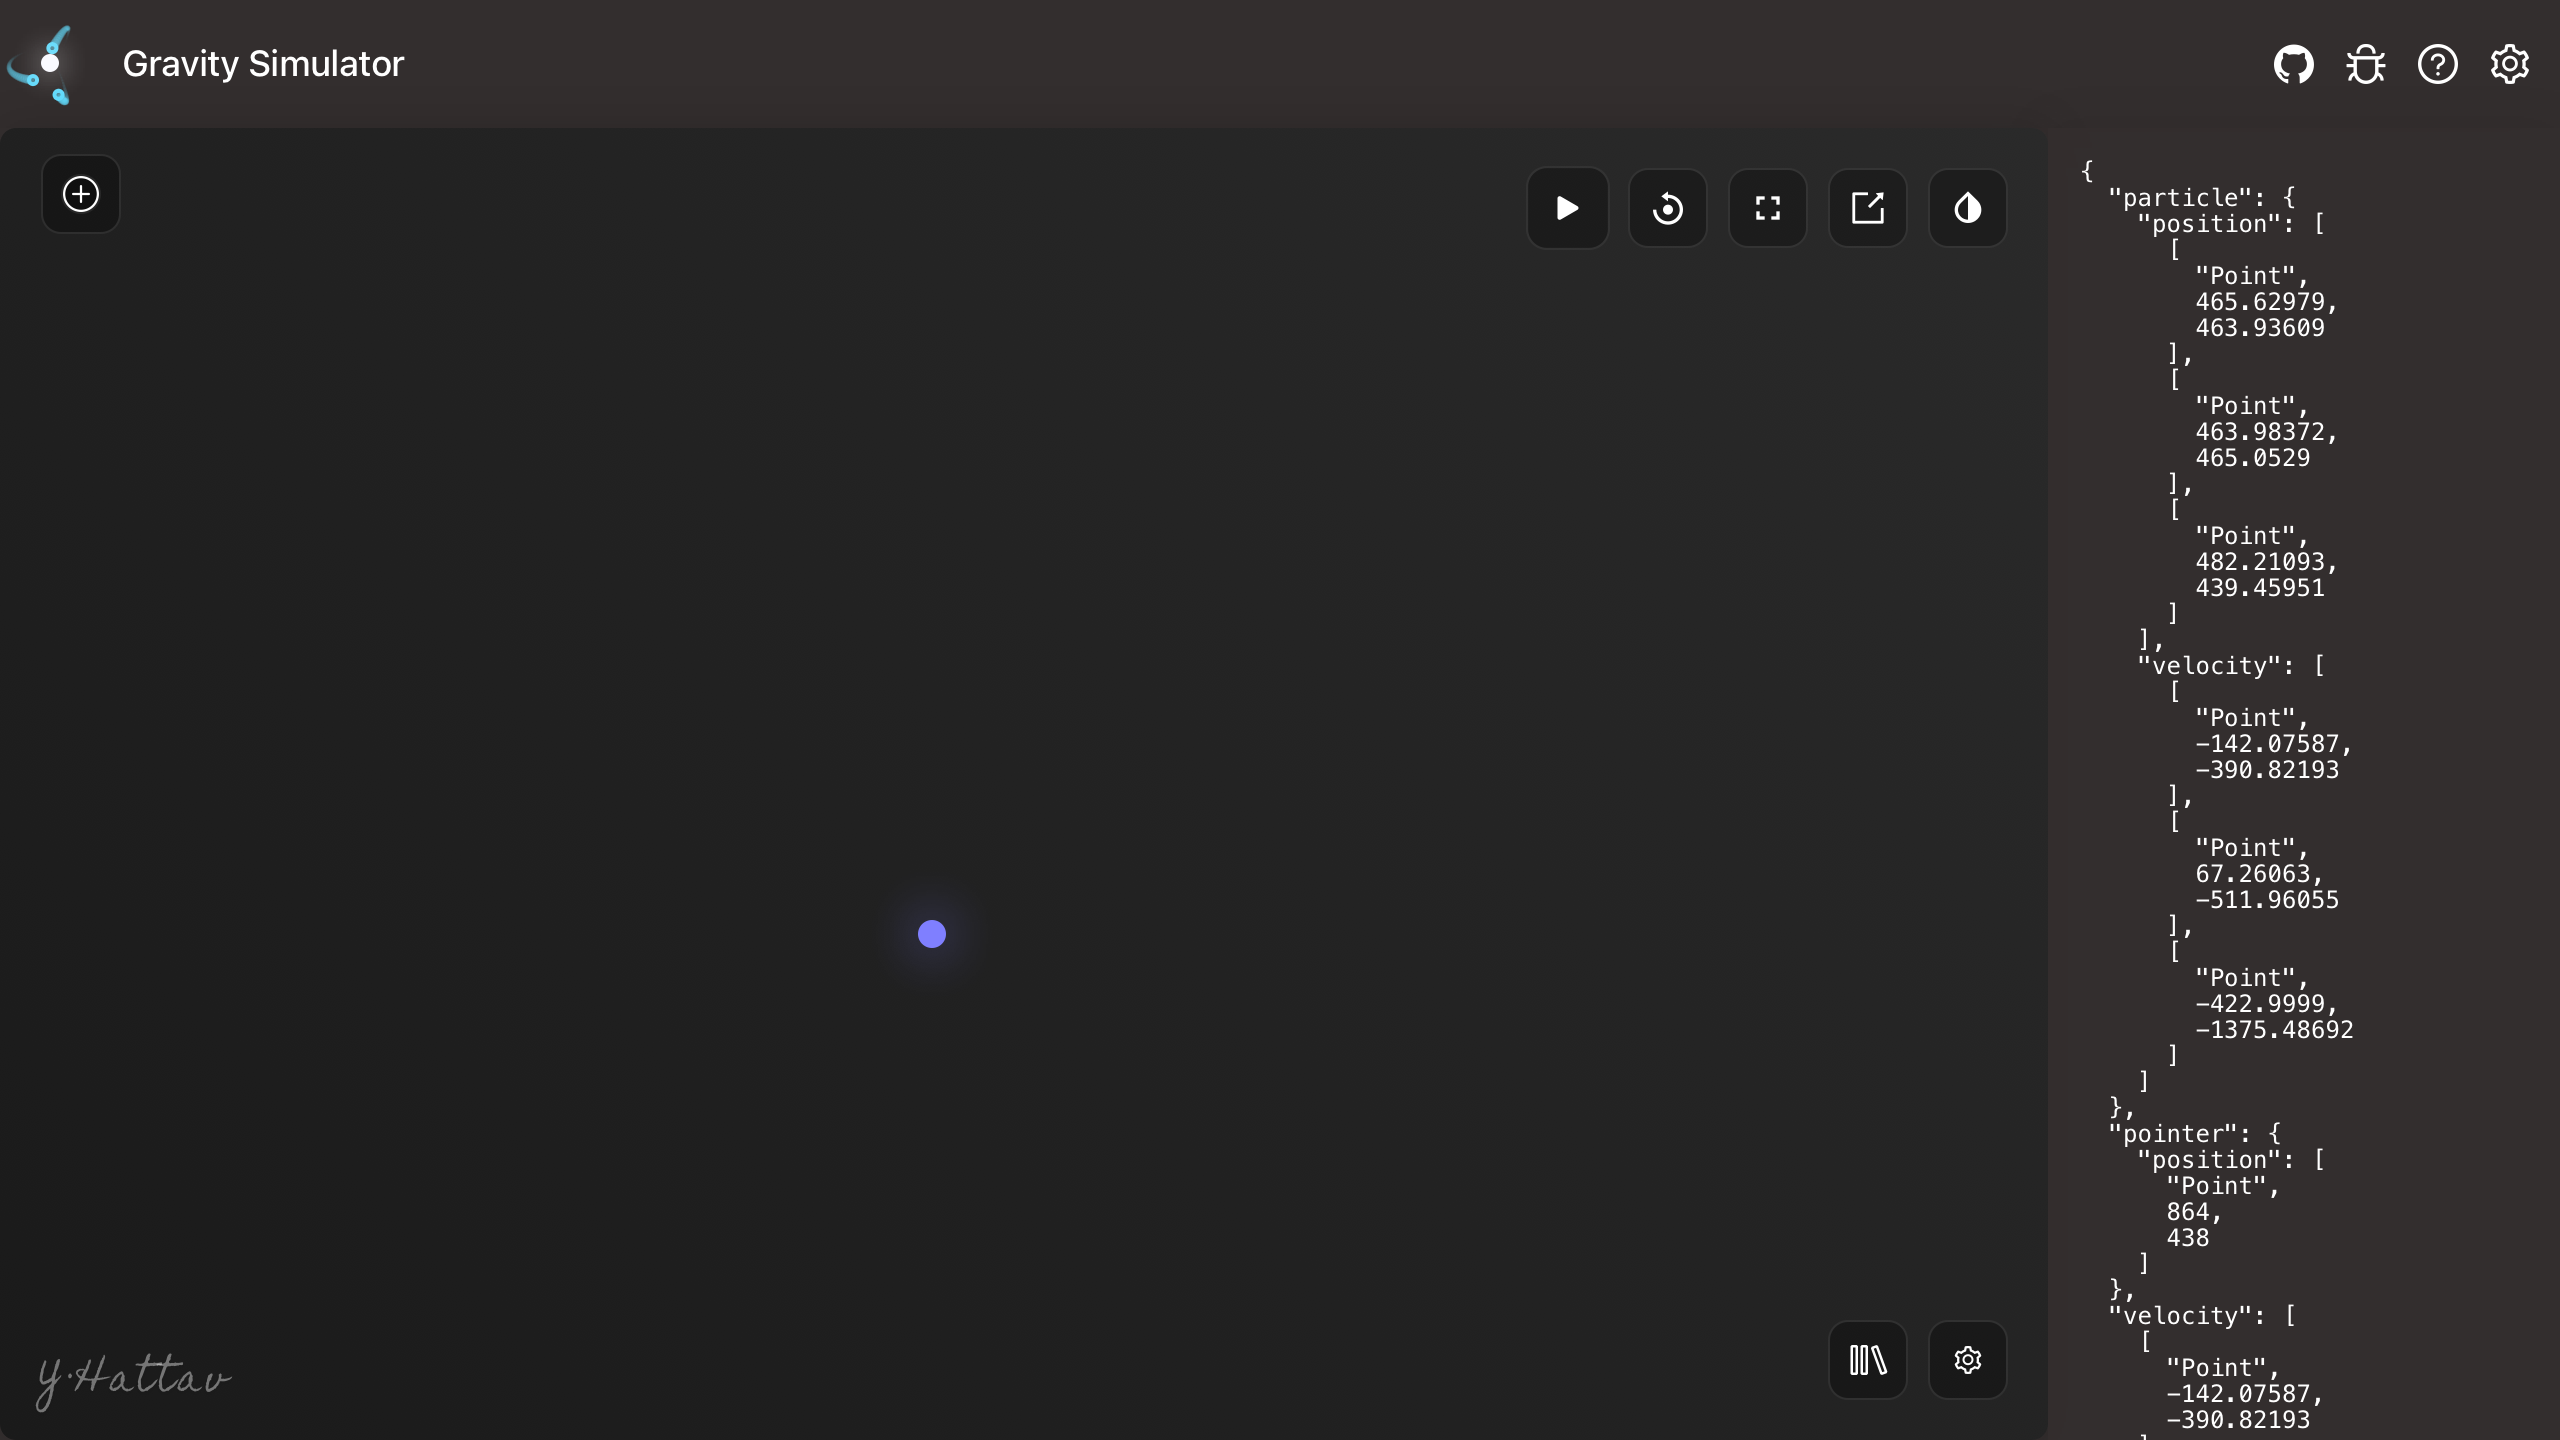 Gravity Simulator
{
"particle": {
"position": [
[
"Point",
465.62979,
463.93609
],
[
"Point",
463.98372,
465.0529
],
[
"Point",
482.21093,
439.45951
]
],
"velocity": [
[
"Point",
-142.07587,
-390.82193
],
[
"Point",
67.26063,
-511.96055
],
[
"Point",
-422.9999,
-1375.48692
]
]
},
"pointer": {
"position": [
"Point",
864,
438
]
},
"velocity": [
[
"Point",
-142.07587,
-390.82193
y.Hattav